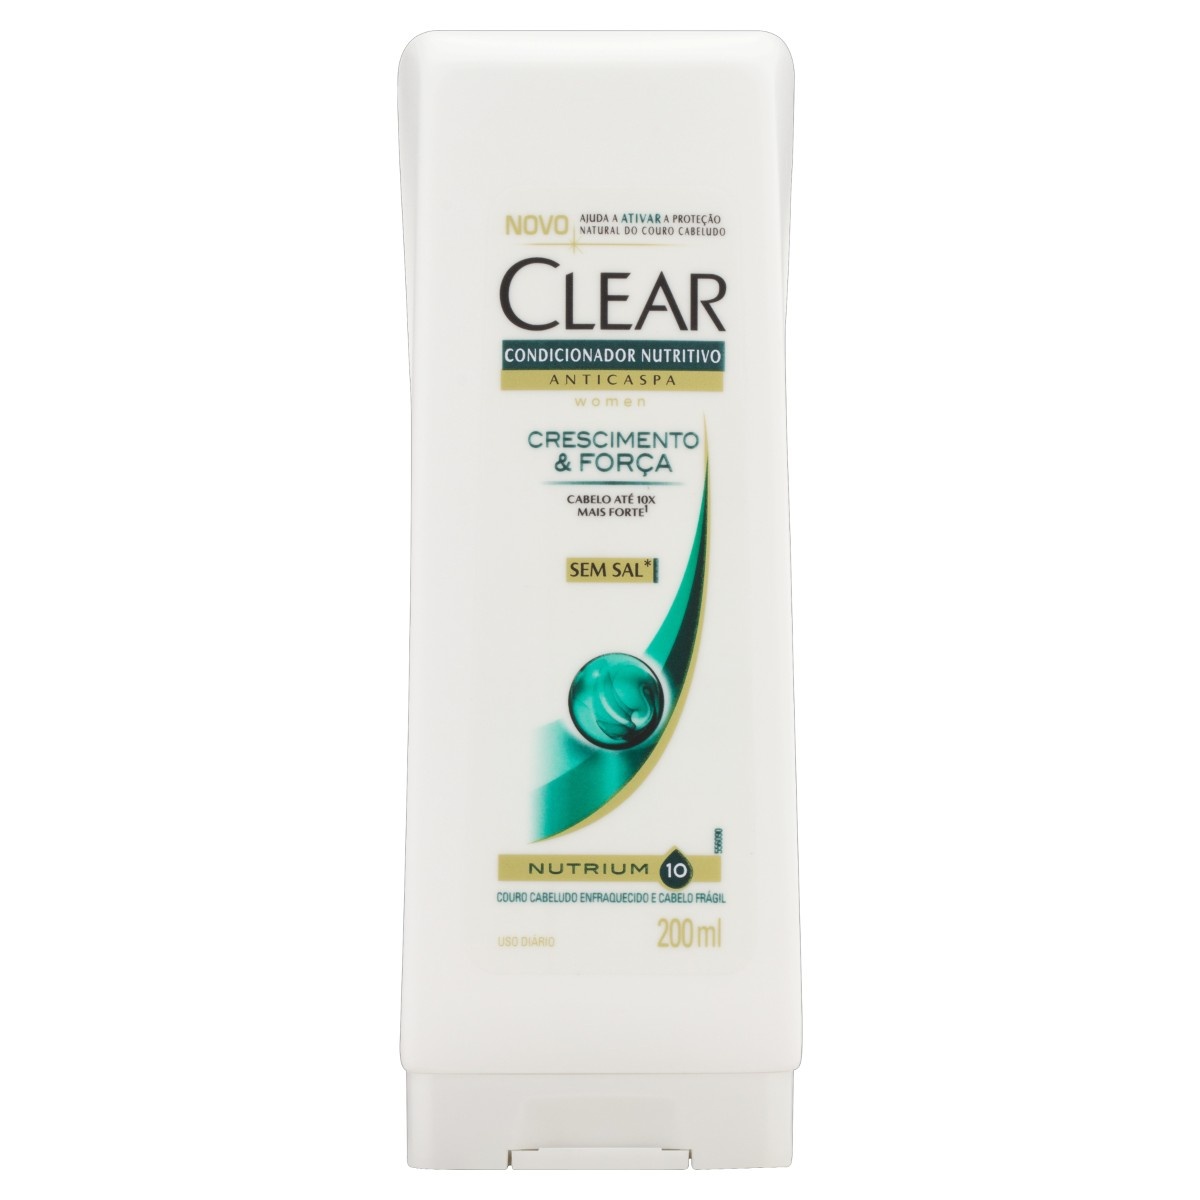 NOVO
AJUDA A ATIVAR A PROTEÇÃO
NATURAL DO COURO CABELUDO
CLEAR
CONDICIONADOR NUTRITIVO
ANTICASPA
women
CRESCIMENTO
& FORÇA
CABELO ATÉ 10X
MAIS FORTE¹
SEM SAL*
556090
NUTRIUM 10
COURO CABELUDO ENFRAQUECIDO E CABELO FRÁGIL
USO DIÁRIO
200ml